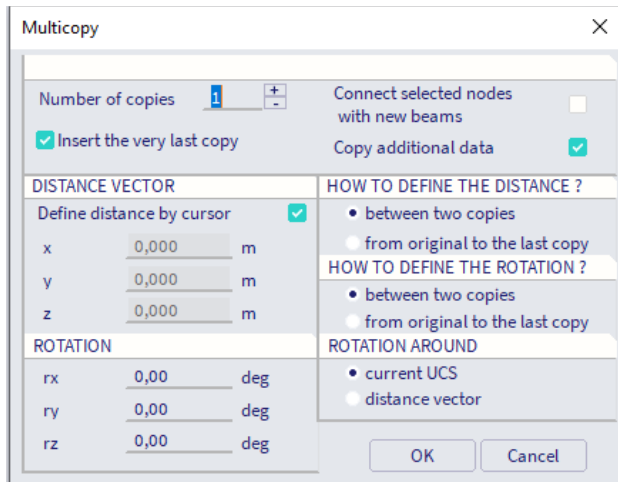 Multicopy
Number of copies 1 + -
Connect selected nodes
with new beams
Insert the very last copy
Copy additional data
DISTANCE VECTOR
Define distance by cursor
x 0,000 m
y 0,000 m
z 0,000 m
HOW TO DEFINE THE DISTANCE ?
between two copies
from original to the last copy
HOW TO DEFINE THE ROTATION ?
between two copies
from original to the last copy
ROTATION
rx 0,00 deg
ry 0,00 deg
rz 0,00 deg
ROTATION AROUND
current UCS
distance vector
OK Cancel